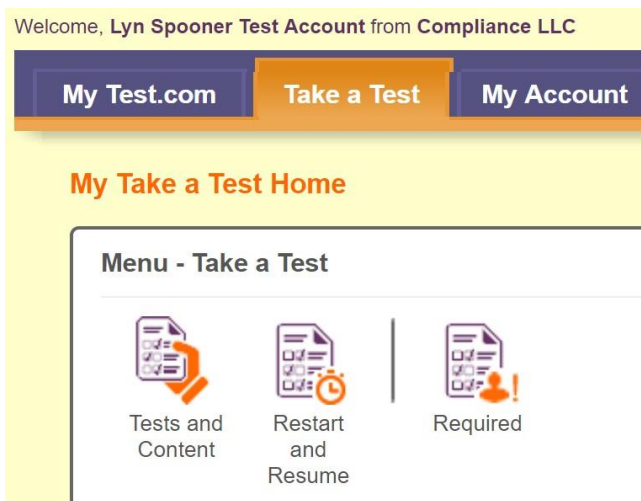 Welcome, Lyn Spooner Test Account from Compliance LLC
My Test.com
Take a Test
My Account
My Take a Test Home
Menu - Take a Test
Tests and
Content
Restart
and
Resume
Required